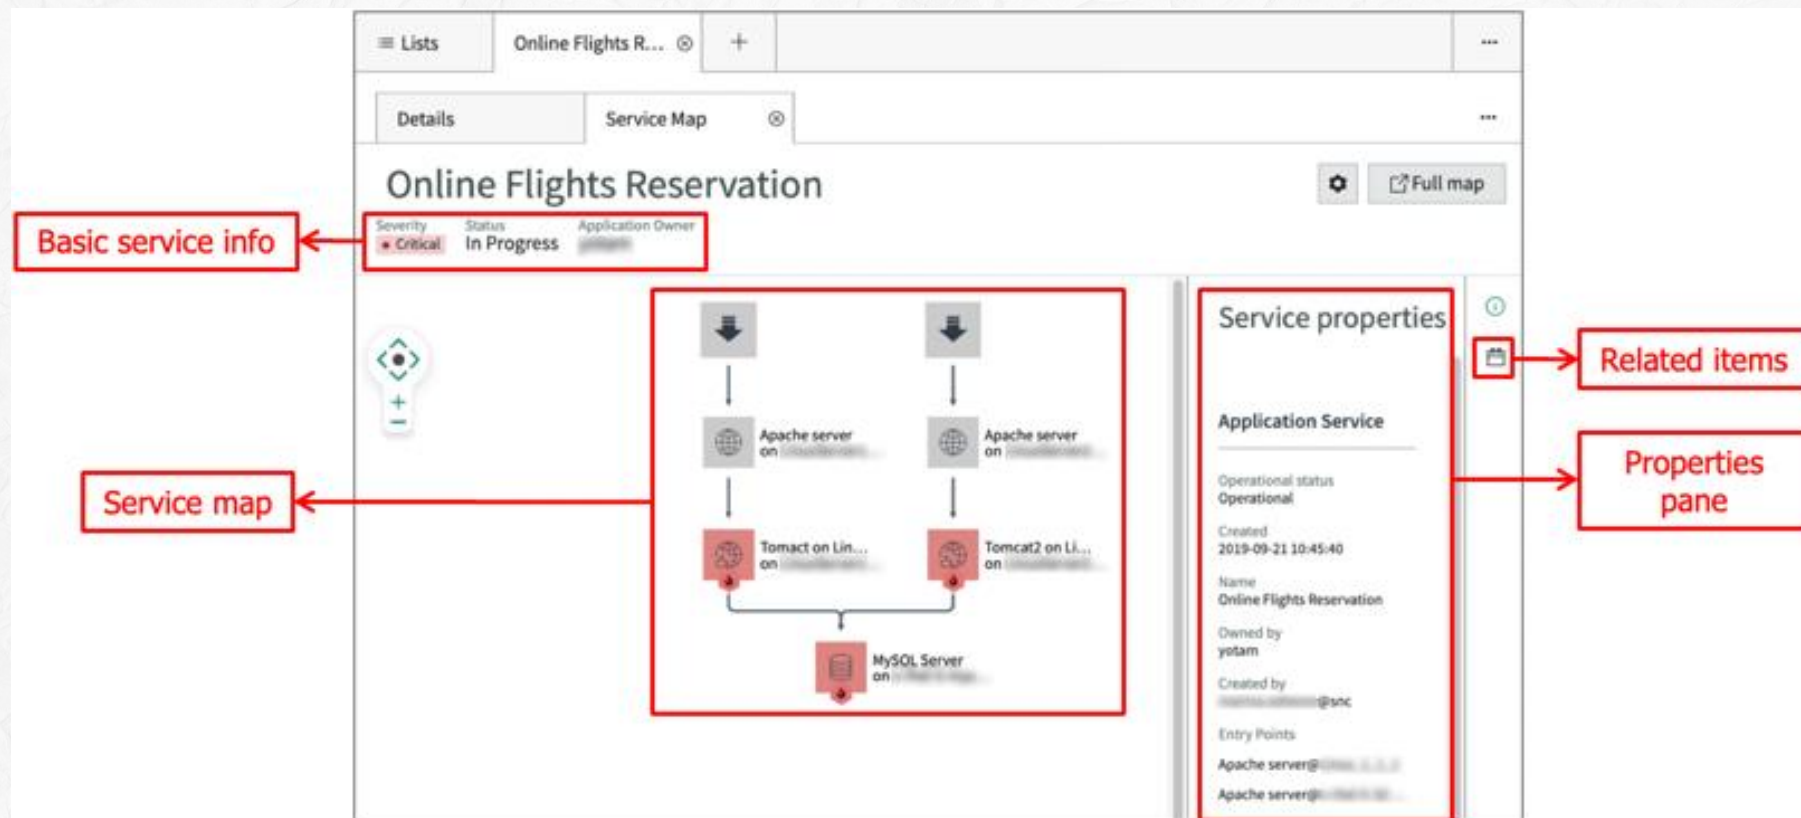 Lists
Online Flights R...
Details
Service Map
Online Flights Reservation
Full map
Basic service info
Severity
Status
Application Owner
Critical
In Progress
yotam
Service properties
Related items
Apache server
on
Apache server
on
Application Service
Properties
pane
Service map
Operational status
Operational
Created
2019-09-21 10:45:40
Tomact on Lin...
on
Tomcat2 on Li...
on
Name
Online Flights Reservation
Owned by
yotam
MySQL Server
on
Created by
@snc
Entry Points
Apache server@
Apache server@